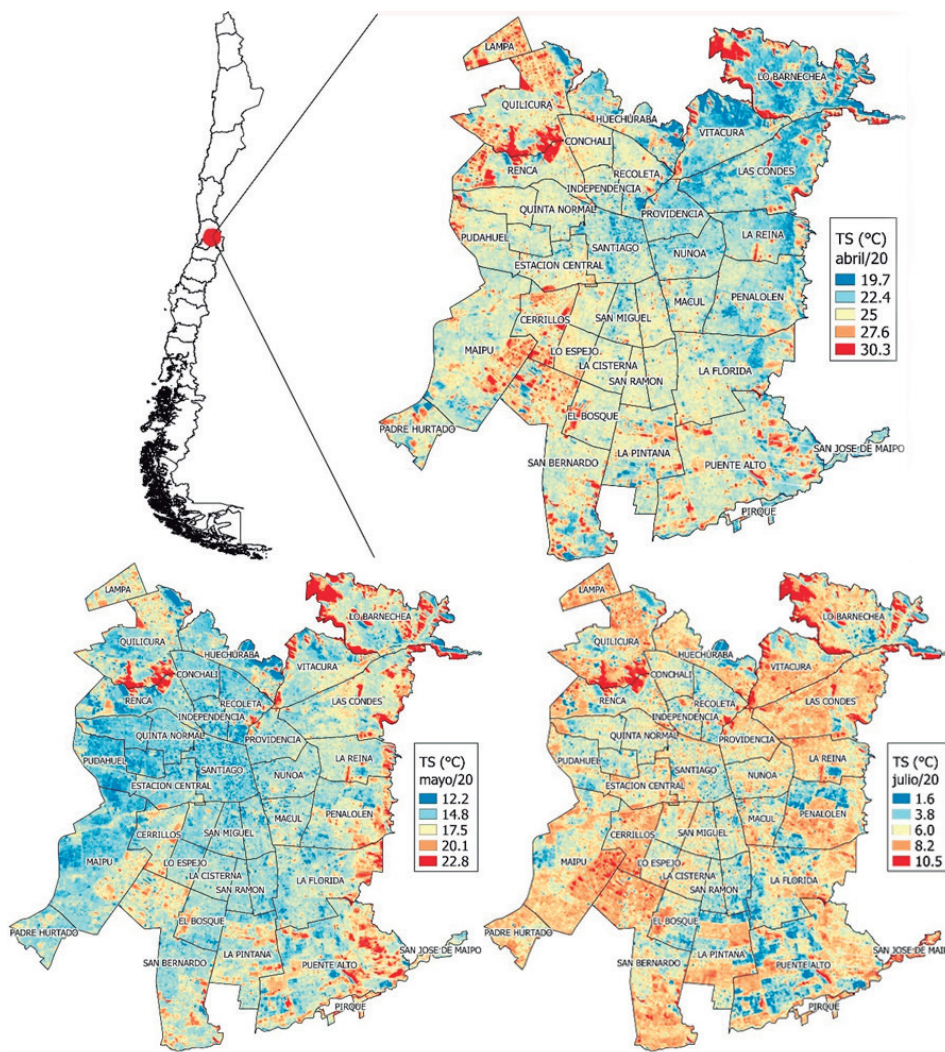 LAMPA
LO BARNECHEA
QUILICURA
HUECHURABA
VITACURA
CONCHALI
RENCA
RECOLETA
LAS CONDES
INDEPENDENCIA
QUINTA NORMAL
PROVIDENCIA
PUDAHUEL
SANTIAGO
NUNOA
LA REINA
ESTACION CENTRAL
MACUL
PENALOLEN
CERRILLOS
SAN MIGUEL
MAIPU
LO ESPEJO
LA CISTERNA
SAN RAMON
LA FLORIDA
PADRE HURTADO
EL BOSQUE
SAN BERNARDO
LA PINTANA
PUENTE ALTO
SAN JOSE DE MAIPO
PIRQUE
TS (°C)
abril/20
19.7
22.4
25
27.6
30.3
LAMPA
LO BARNECHEA
QUILICURA
HUECHURABA
VITACURA
CONCHALI
RENCA
RECOLETA
LAS CONDES
INDEPENDENCIA
QUINTA NORMAL
PROVIDENCIA
PUDAHUEL
SANTIAGO
NUNOA
LA REINA
ESTACION CENTRAL
MACUL
PENALOLEN
CERRILLOS
SAN MIGUEL
MAIPU
LO ESPEJO
LA CISTERNA
SAN RAMON
LA FLORIDA
PADRE HURTADO
EL BOSQUE
SAN BERNARDO
LA PINTANA
PUENTE ALTO
SAN JOSE DE MAIPO
PIRQUE
TS (°C)
mayo/20
12.2
14.8
17.5
20.1
22.8
LAMPA
LO BARNECHEA
QUILICURA
HUECHURABA
VITACURA
CONCHALI
RENCA
RECOLETA
LAS CONDES
INDEPENDENCIA
QUINTA NORMAL
PROVIDENCIA
PUDAHUEL
SANTIAGO
NUNOA
LA REINA
ESTACION CENTRAL
MACUL
PENALOLEN
CERRILLOS
SAN MIGUEL
MAIPU
LO ESPEJO
LA CISTERNA
SAN RAMON
LA FLORIDA
PADRE HURTADO
EL BOSQUE
SAN BERNARDO
LA PINTANA
PUENTE ALTO
SAN JOSE DE MAIP
PIRQUE
TS (°C)
julio/20
1.6
3.8
6.0
8.2
10.5